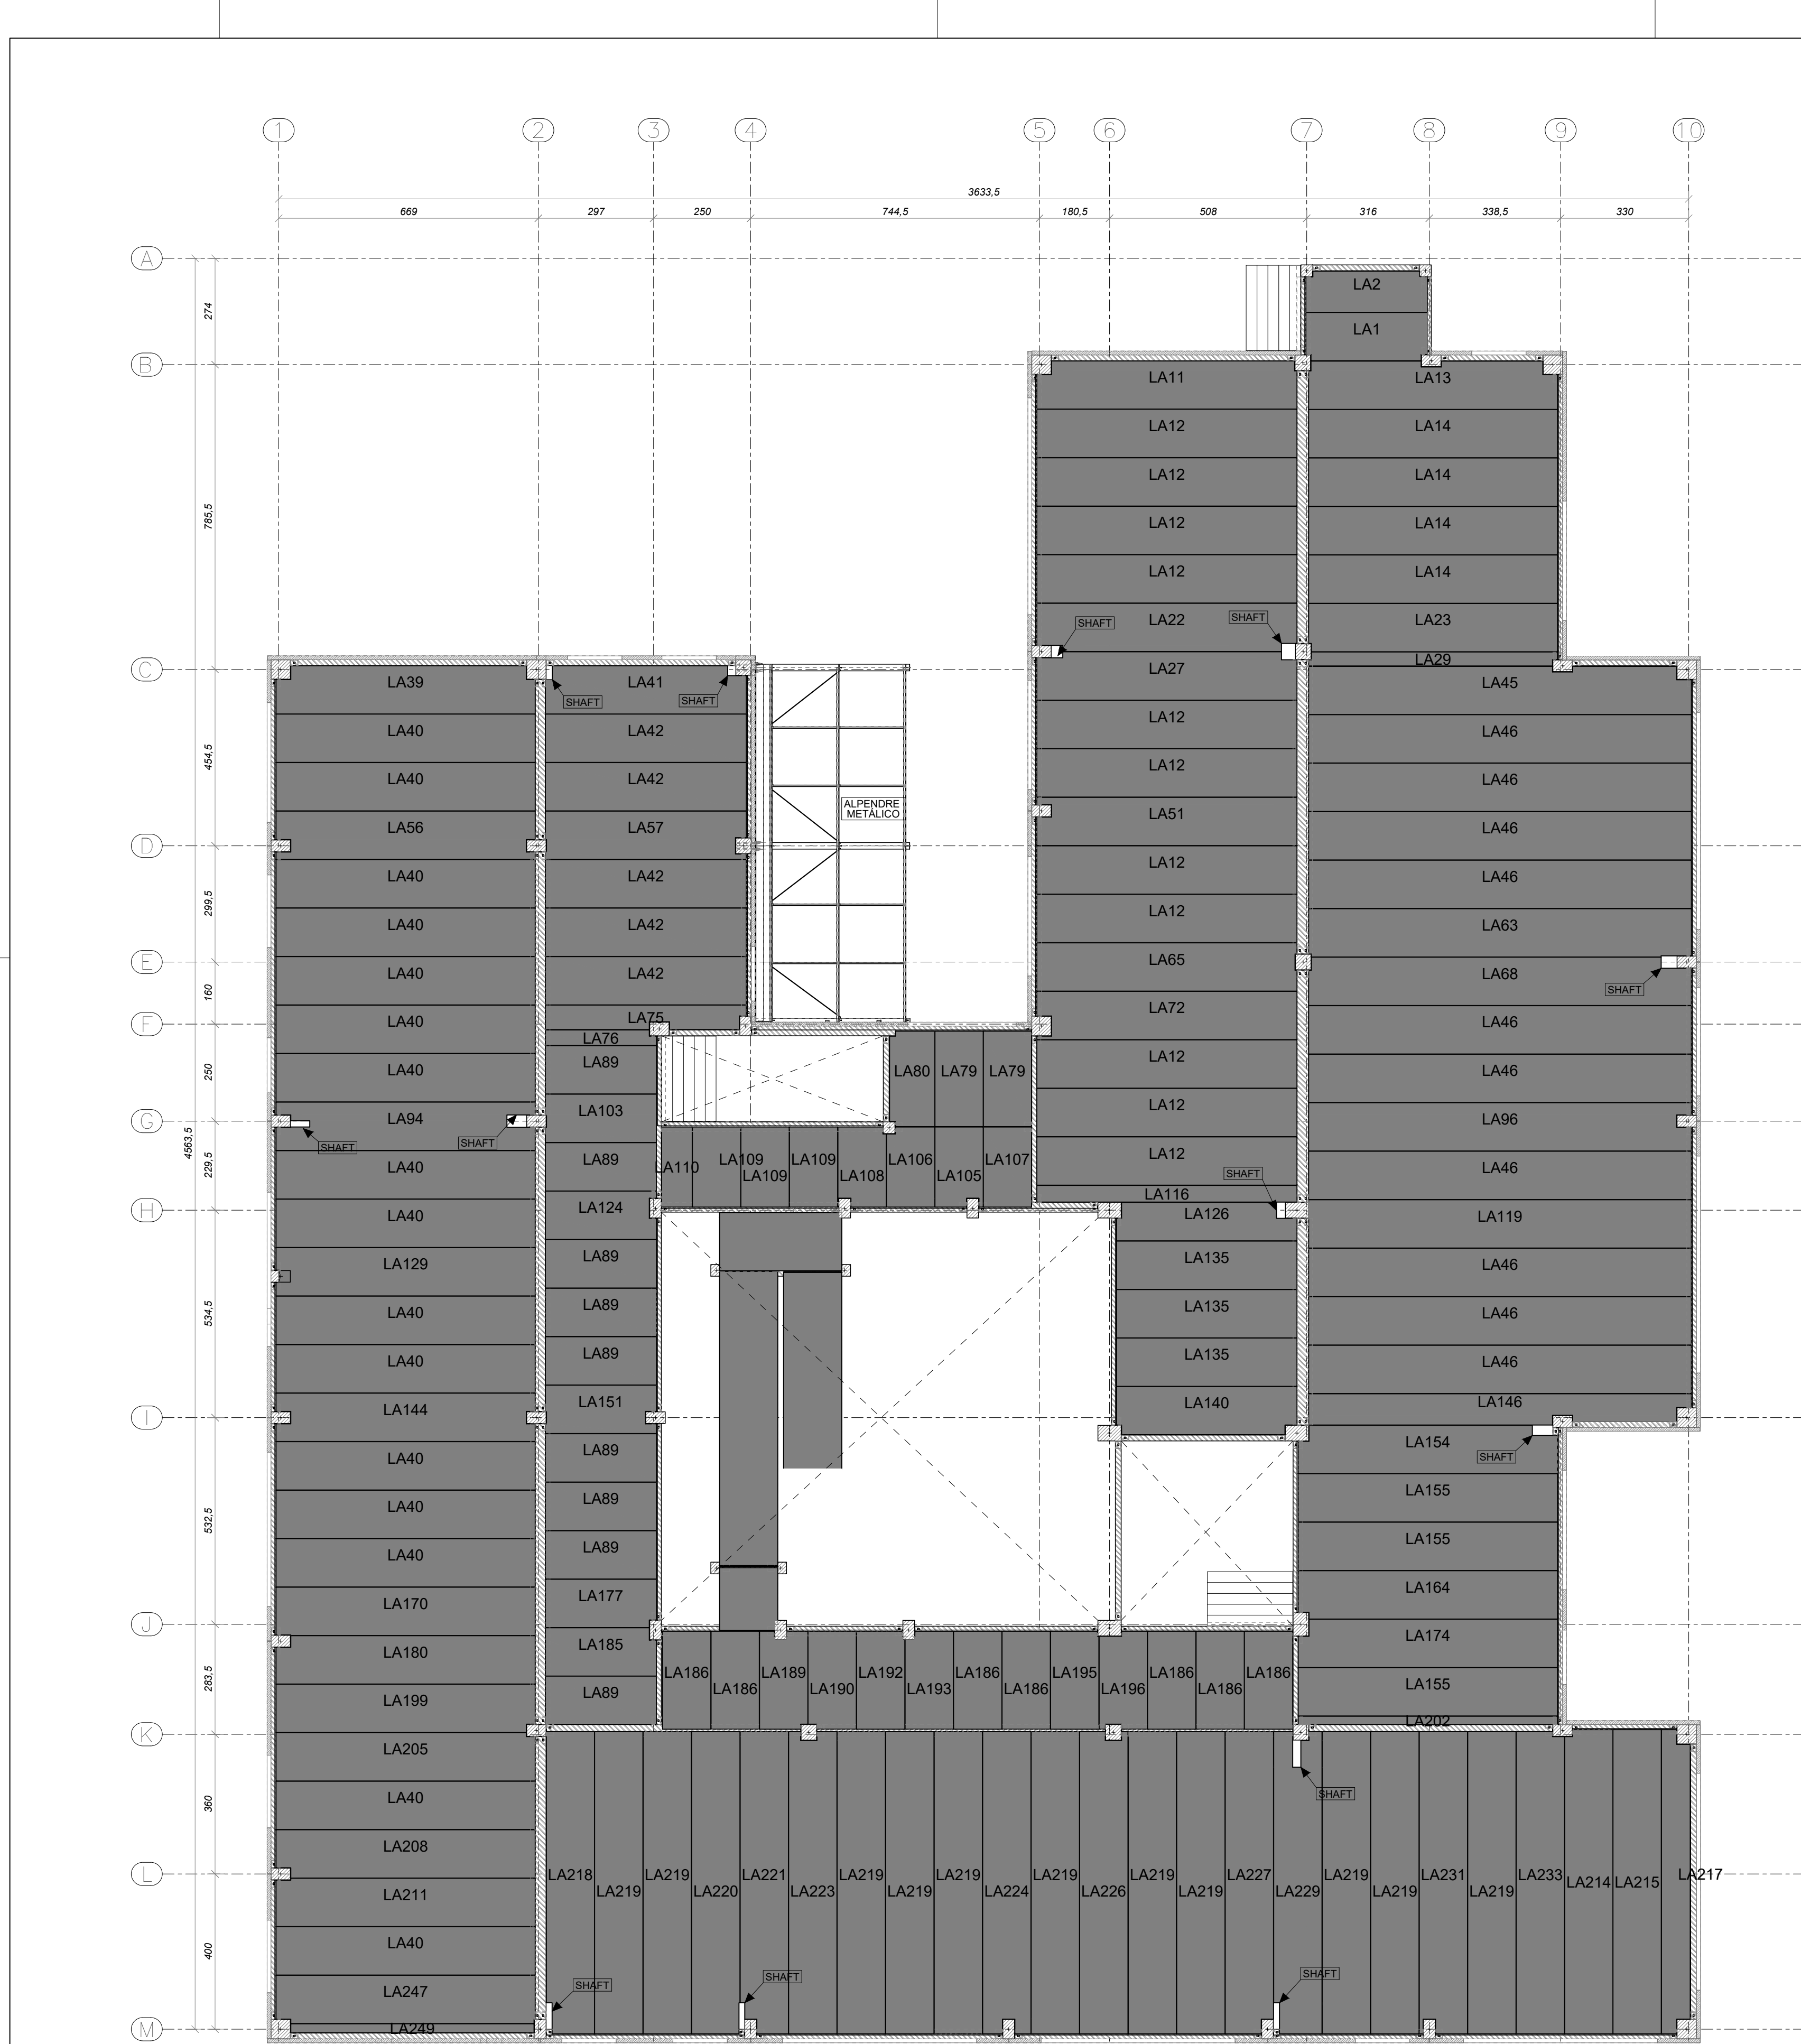 1 2 3 4 5 6 7 8 9 10
3633,5
669 297 250 744,5 180,5 508 316 338,5 330
A
B
C
D
E
F
G
H
I
J
K
L
M
4563,5
274
785,5
454,5
299,5
160
250
229,5
534,5
532,5
283,5
360
400
LA2
LA1
LA11
LA12
LA12
LA12
LA12
LA22
SHAFT
SHAFT
LA27
LA12
LA12
LA51
LA12
LA12
LA65
LA72
LA12
LA12
LA12
LA116
SHAFT
LA126
LA135
LA135
LA135
LA140
LA13
LA14
LA14
LA14
LA14
LA23
LA29
LA45
LA46
LA46
LA46
LA46
LA63
LA68
SHAFT
LA46
LA46
LA96
LA46
LA119
LA46
LA46
LA46
LA146
LA154
SHAFT
LA155
LA155
LA164
LA174
LA155
LA202
LA39
LA40
LA40
LA56
LA40
LA40
LA40
LA40
LA40
LA94
SHAFT
SHAFT
LA40
LA40
LA129
LA40
LA40
LA144
LA40
LA40
LA40
LA170
LA180
LA199
LA205
LA40
LA208
LA211
LA40
LA247
LA249
LA41
SHAFT
SHAFT
LA42
LA42
LA57
LA42
LA42
LA42
LA75
LA76
LA89
LA103
LA89
LA124
LA89
LA89
LA89
LA151
LA89
LA89
LA89
LA177
LA185
LA89
ALPENDRE
METÁLICO
LA80 LA79 LA79
LA110 LA109 LA109 LA109 LA108 LA106 LA105 LA107
LA186 LA186 LA189 LA190 LA192 LA193 LA186 LA186 LA195 LA196 LA186 LA186 LA186
SHAFT
LA218 LA219 LA219 LA220 LA221 LA223 LA219 LA219 LA219 LA224 LA219 LA226 LA219 LA219 LA227 LA229 LA219 LA219 LA231 LA219 LA233 LA214 LA215 LA217
SHAFT
SHAFT
SHAFT